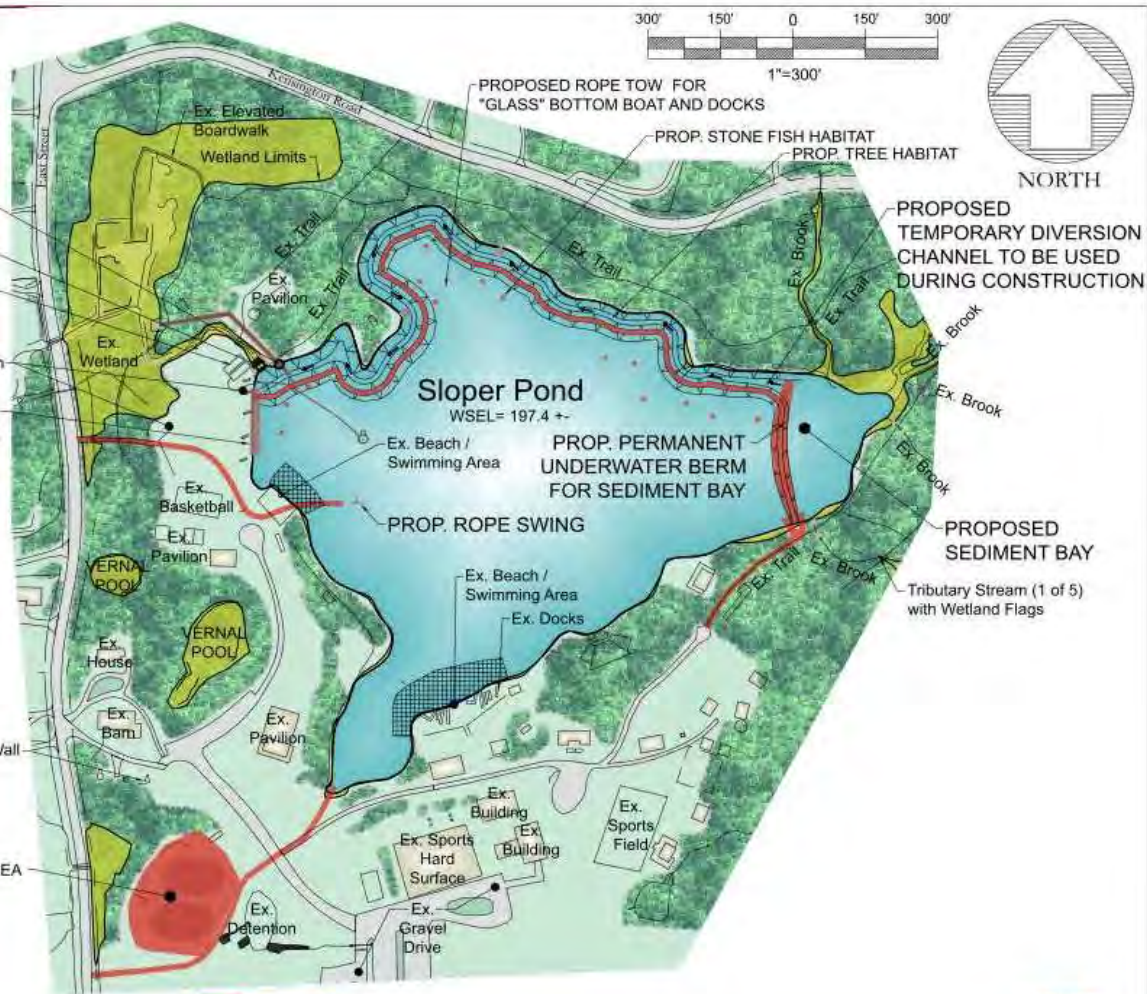 300' 150' 0 150' 300'
1"=300'
NORTH
Kensington Road
East Street
PROPOSED ROPE TOW FOR
"GLASS" BOTTOM BOAT AND DOCKS
PROP. STONE FISH HABITAT
PROP. TREE HABITAT
Ex. Elevated
Boardwalk
Wetland Limits
PROPOSED
TEMPORARY DIVERSION
CHANNEL TO BE USED
DURING CONSTRUCTION
Ex. Trail
Ex. Trail
Ex. Trail
Ex. Brook
Ex. Trail
Ex.
Pavilion
Ex. Brook
Ex. Brook
Ex. Brook
Ex.
Wetland
Sloper Pond
WSEL= 197.4 +-
Ex. Beach /
Swimming Area
PROP. PERMANENT
UNDERWATER BERM
FOR SEDIMENT BAY
PROP. ROPE SWING
Ex.
Basketball
Ex.
Pavilion
PROPOSED
SEDIMENT BAY
Ex. Trail
Ex. Brook
Tributary Stream (1 of 5)
with Wetland Flags
VERNAL
POOL
VERNAL
POOL
Ex. Beach /
Swimming Area
Ex. Docks
Ex.
House
Ex.
Barn
Ex.
Pavilion
Ex.
Building
Ex.
Building
Ex. Sports
Hard
Surface
Ex.
Sports
Field
Ex.
Detention
Ex.
Gravel
Drive